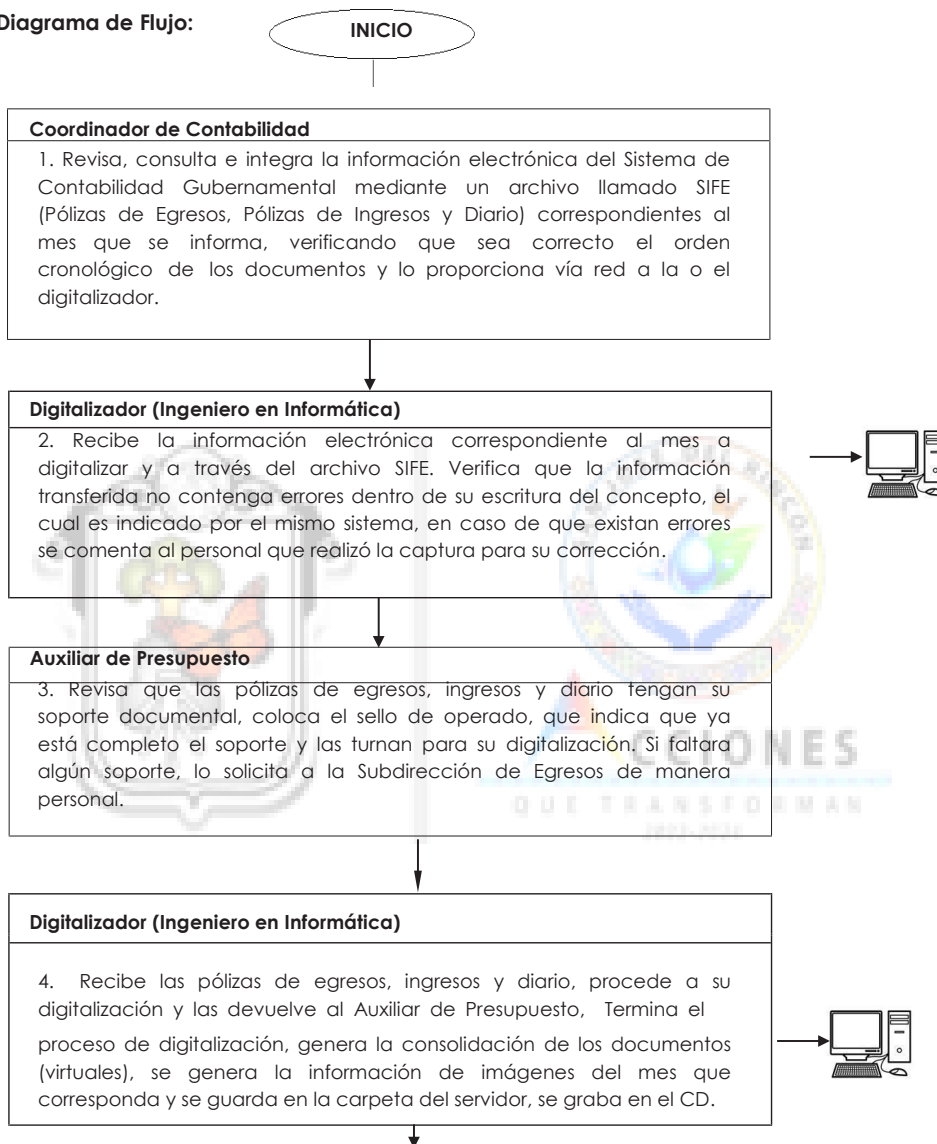 Diagrama de Flujo:
INICIO
Coordinador de Contabilidad
1. Revisa, consulta e integra la información electrónica del Sistema de
Contabilidad Gubernamental mediante un archivo llamado SIFE
(Pólizas de Egresos, Pólizas de Ingresos y Diario) correspondientes al
mes que se informa, verificando que sea correcto el orden
cronológico de los documentos y lo proporciona vía red a la o el
digitalizador.
Digitalizador (Ingeniero en Informática)
2. Recibe la información electrónica correspondiente al mes a
digitalizar y a través del archivo SIFE. Verifica que la información
transferida no contenga errores dentro de su escritura del concepto, el
cual es indicado por el mismo sistema, en caso de que existan errores
se comenta al personal que realizó la captura para su corrección.
Auxiliar de Presupuesto
3. Revisa que las pólizas de egresos, ingresos y diario tengan su
soporte documental, coloca el sello de operado, que indica que ya
está completo el soporte y las turnan para su digitalización. Si faltara
algún soporte, lo solicita a la Subdirección de Egresos de manera
personal.
ACCIONES
QUE TRANSFORMAN
Digitalizador (Ingeniero en Informática)
4. Recibe las pólizas de egresos, ingresos y diario, procede a su
digitalización y las devuelve al Auxiliar de Presupuesto, Termina el
proceso de digitalización, genera la consolidación de los documentos
(virtuales), se genera la información de imágenes del mes que
corresponda y se guarda en la carpeta del servidor, se graba en el CD.